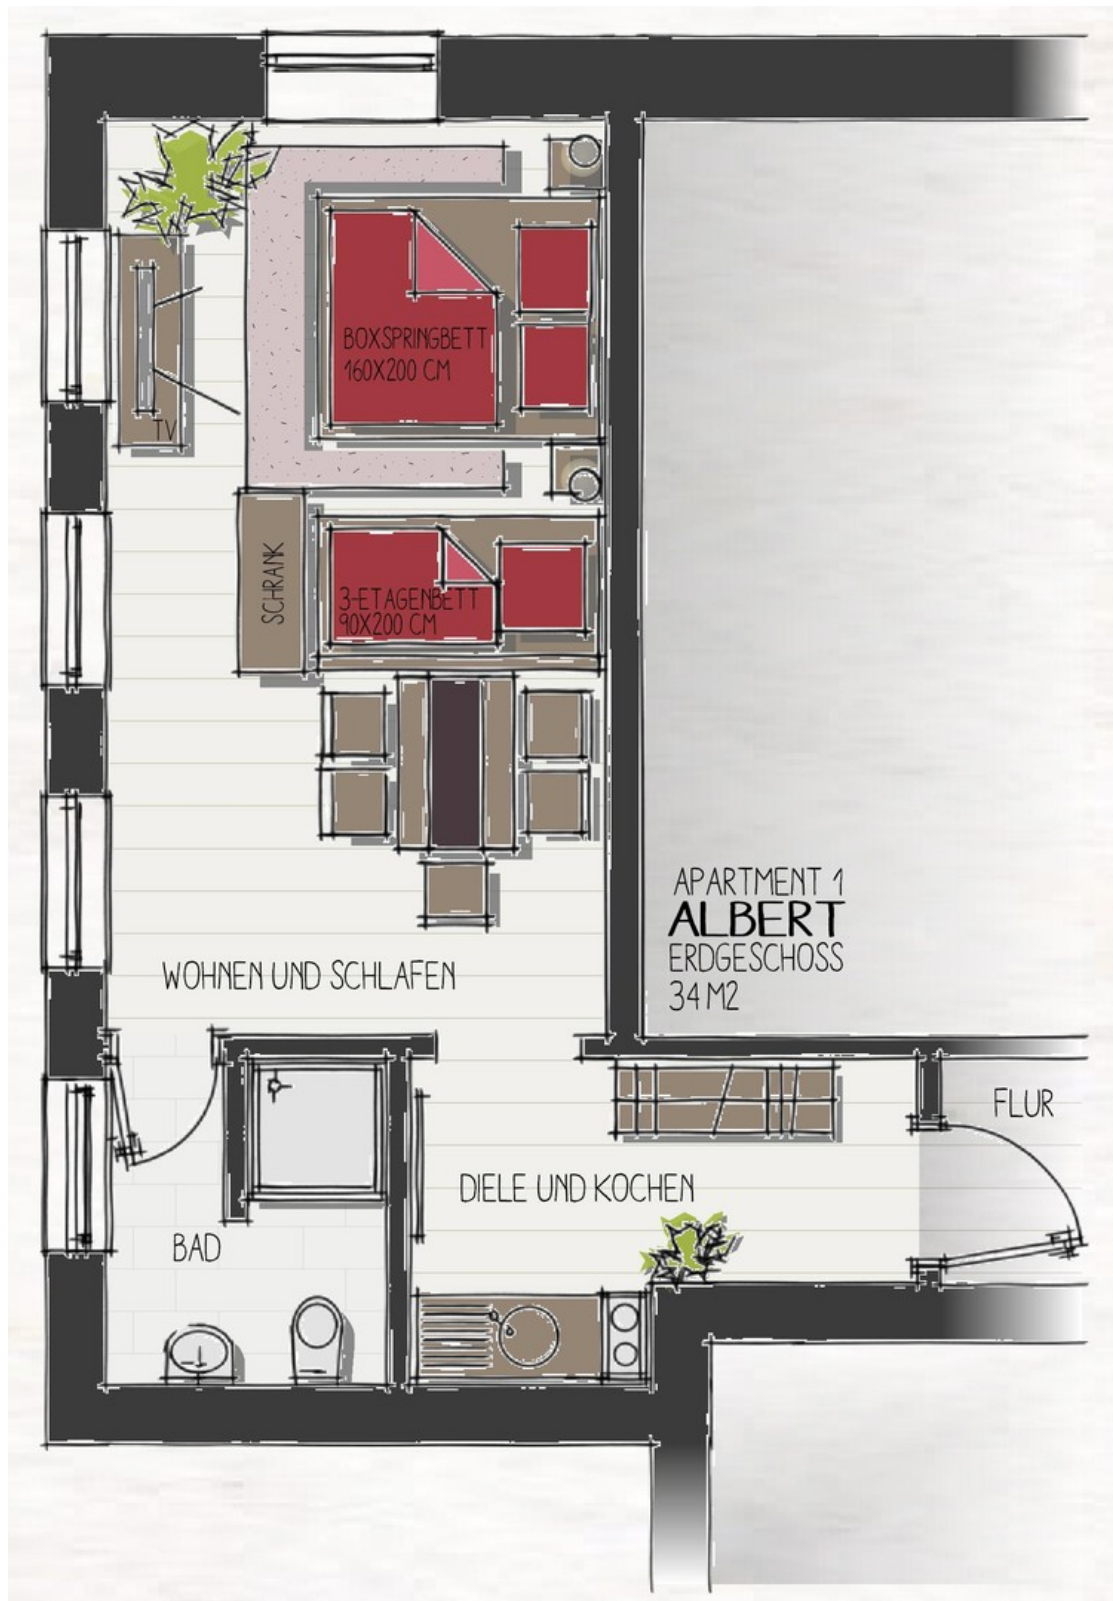 BOXSPRINGBETT
160X200 CM
TV
SCHRANK
3-ETAGENBETT
90X200 CM
APARTMENT 1
ALBERT
ERDGESCHOSS
34 M2
WOHNEN UND SCHLAFEN
FLUR
DIELE UND KOCHEN
BAD